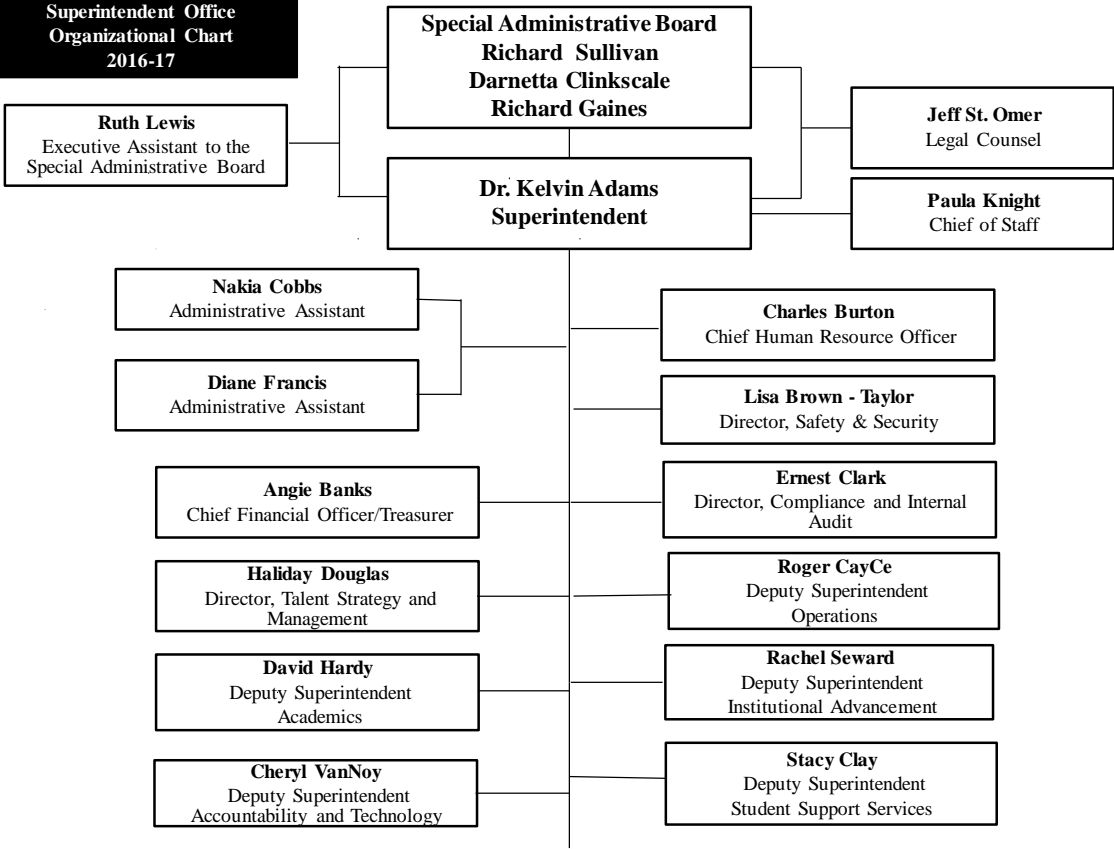 Superintendent Office
Organizational Chart
2016-17
Special Administrative Board
Richard Sullivan
Darnetta Clinkscale
Richard Gaines
Ruth Lewis
Executive Assistant to the
Special Administrative Board
Jeff St. Omer
Legal Counsel
Dr. Kelvin Adams
Superintendent
Paula Knight
Chief of Staff
Nakia Cobbs
Administrative Assistant
Charles Burton
Chief Human Resource Officer
Diane Francis
Administrative Assistant
Lisa Brown - Taylor
Director, Safety & Security
Angie Banks
Chief Financial Officer/Treasurer
Ernest Clark
Director, Compliance and Internal
Audit
Haliday Douglas
Director, Talent Strategy and
Management
Roger CayCe
Deputy Superintendent
Operations
David Hardy
Deputy Superintendent
Academics
Rachel Seward
Deputy Superintendent
Institutional Advancement
Cheryl VanNoy
Deputy Superintendent
Accountability and Technology
Stacy Clay
Deputy Superintendent
Student Support Services